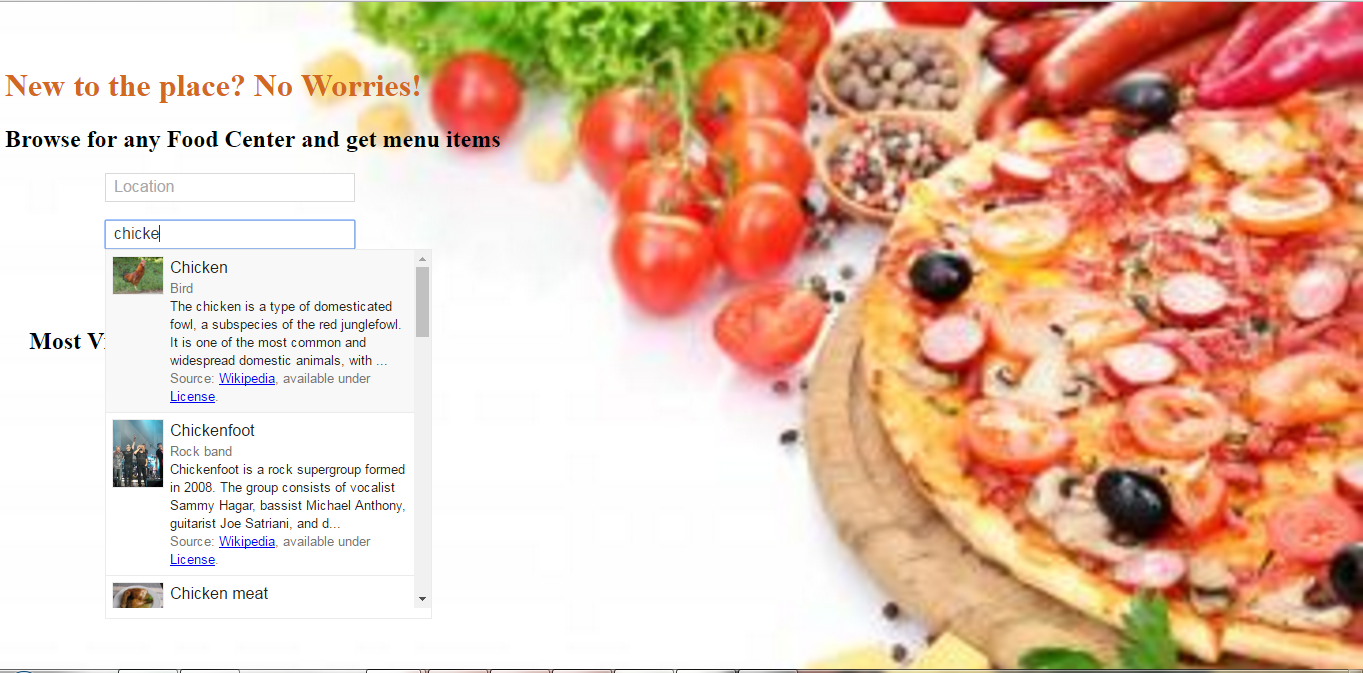 New to the place? No Worries!
Browse for any Food Center and get menu items
Location
chicke
Chicken
Bird
The chicken is a type of domesticated
fowl, a subspecies of the red junglefowl.
It is one of the most common and
widespread domestic animals, with ...
Source: Wikipedia, available under
License.
Most
Chickenfoot
Rock band
Chickenfoot is a rock supergroup formed
in 2008. The group consists of vocalist
Sammy Hagar, bassist Michael Anthony,
guitarist Joe Satriani, and d...
Source: Wikipedia, available under
License.
Chicken meat